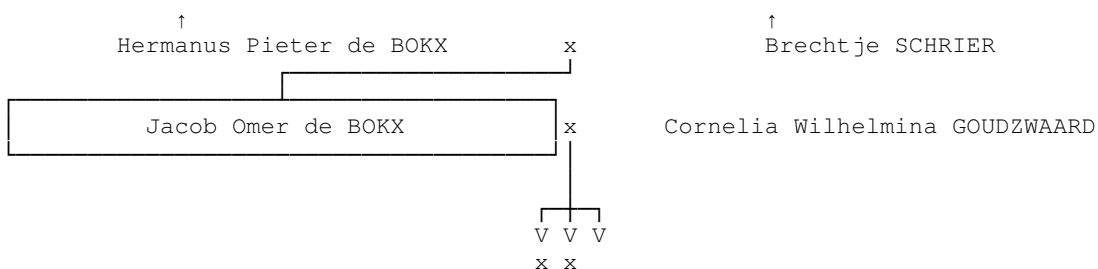 ↑ ↑
Hermanus Pieter de BOKX x Brechtje SCHRIER
Jacob Omer de BOKX x Cornelia Wilhelmina GOUDZWAARD
V V V
x x